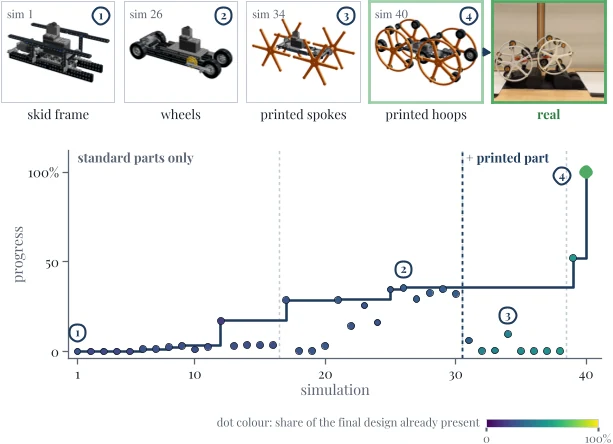 sim 1
1
sim 26
2
sim 34
3
sim 40
4
skid frame
wheels
printed spokes
printed hoops
real
standard parts only
+ printed part
100%
50
0
progress
1
2
3
4
1
10
20
30
40
simulation
dot colour: share of the final design already present
0
100%